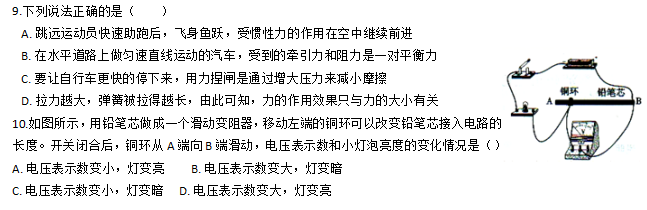 9.下列说法正确的是（　　）
A. 跳远运动员快速助跑后，飞身鱼跃，受惯性力的作用在空中继续前进
B. 在水平道路上做匀速直线运动的汽车，受到的牵引力和阻力是一对平衡力
C. 要让自行车更快的停下来，用力捏闸是通过增大压力来减小摩擦
D. 拉力越大，弹簧被拉得越长，由此可知，力的作用效果只与力的大小有关
10.如图所示，用铅笔芯做成一个滑动变阻器，移动左端的铜环可以改变铅笔芯接入电路的
长度。开关闭合后，铜环从 A 端向 B 端滑动，电压表示数和小灯泡亮度的变化情况是（）
A. 电压表示数变小，灯变亮　　B. 电压表示数变大，灯变暗
C. 电压表示数变小，灯变暗　D. 电压表示数变大，灯变亮
铜环 铅笔芯
A B